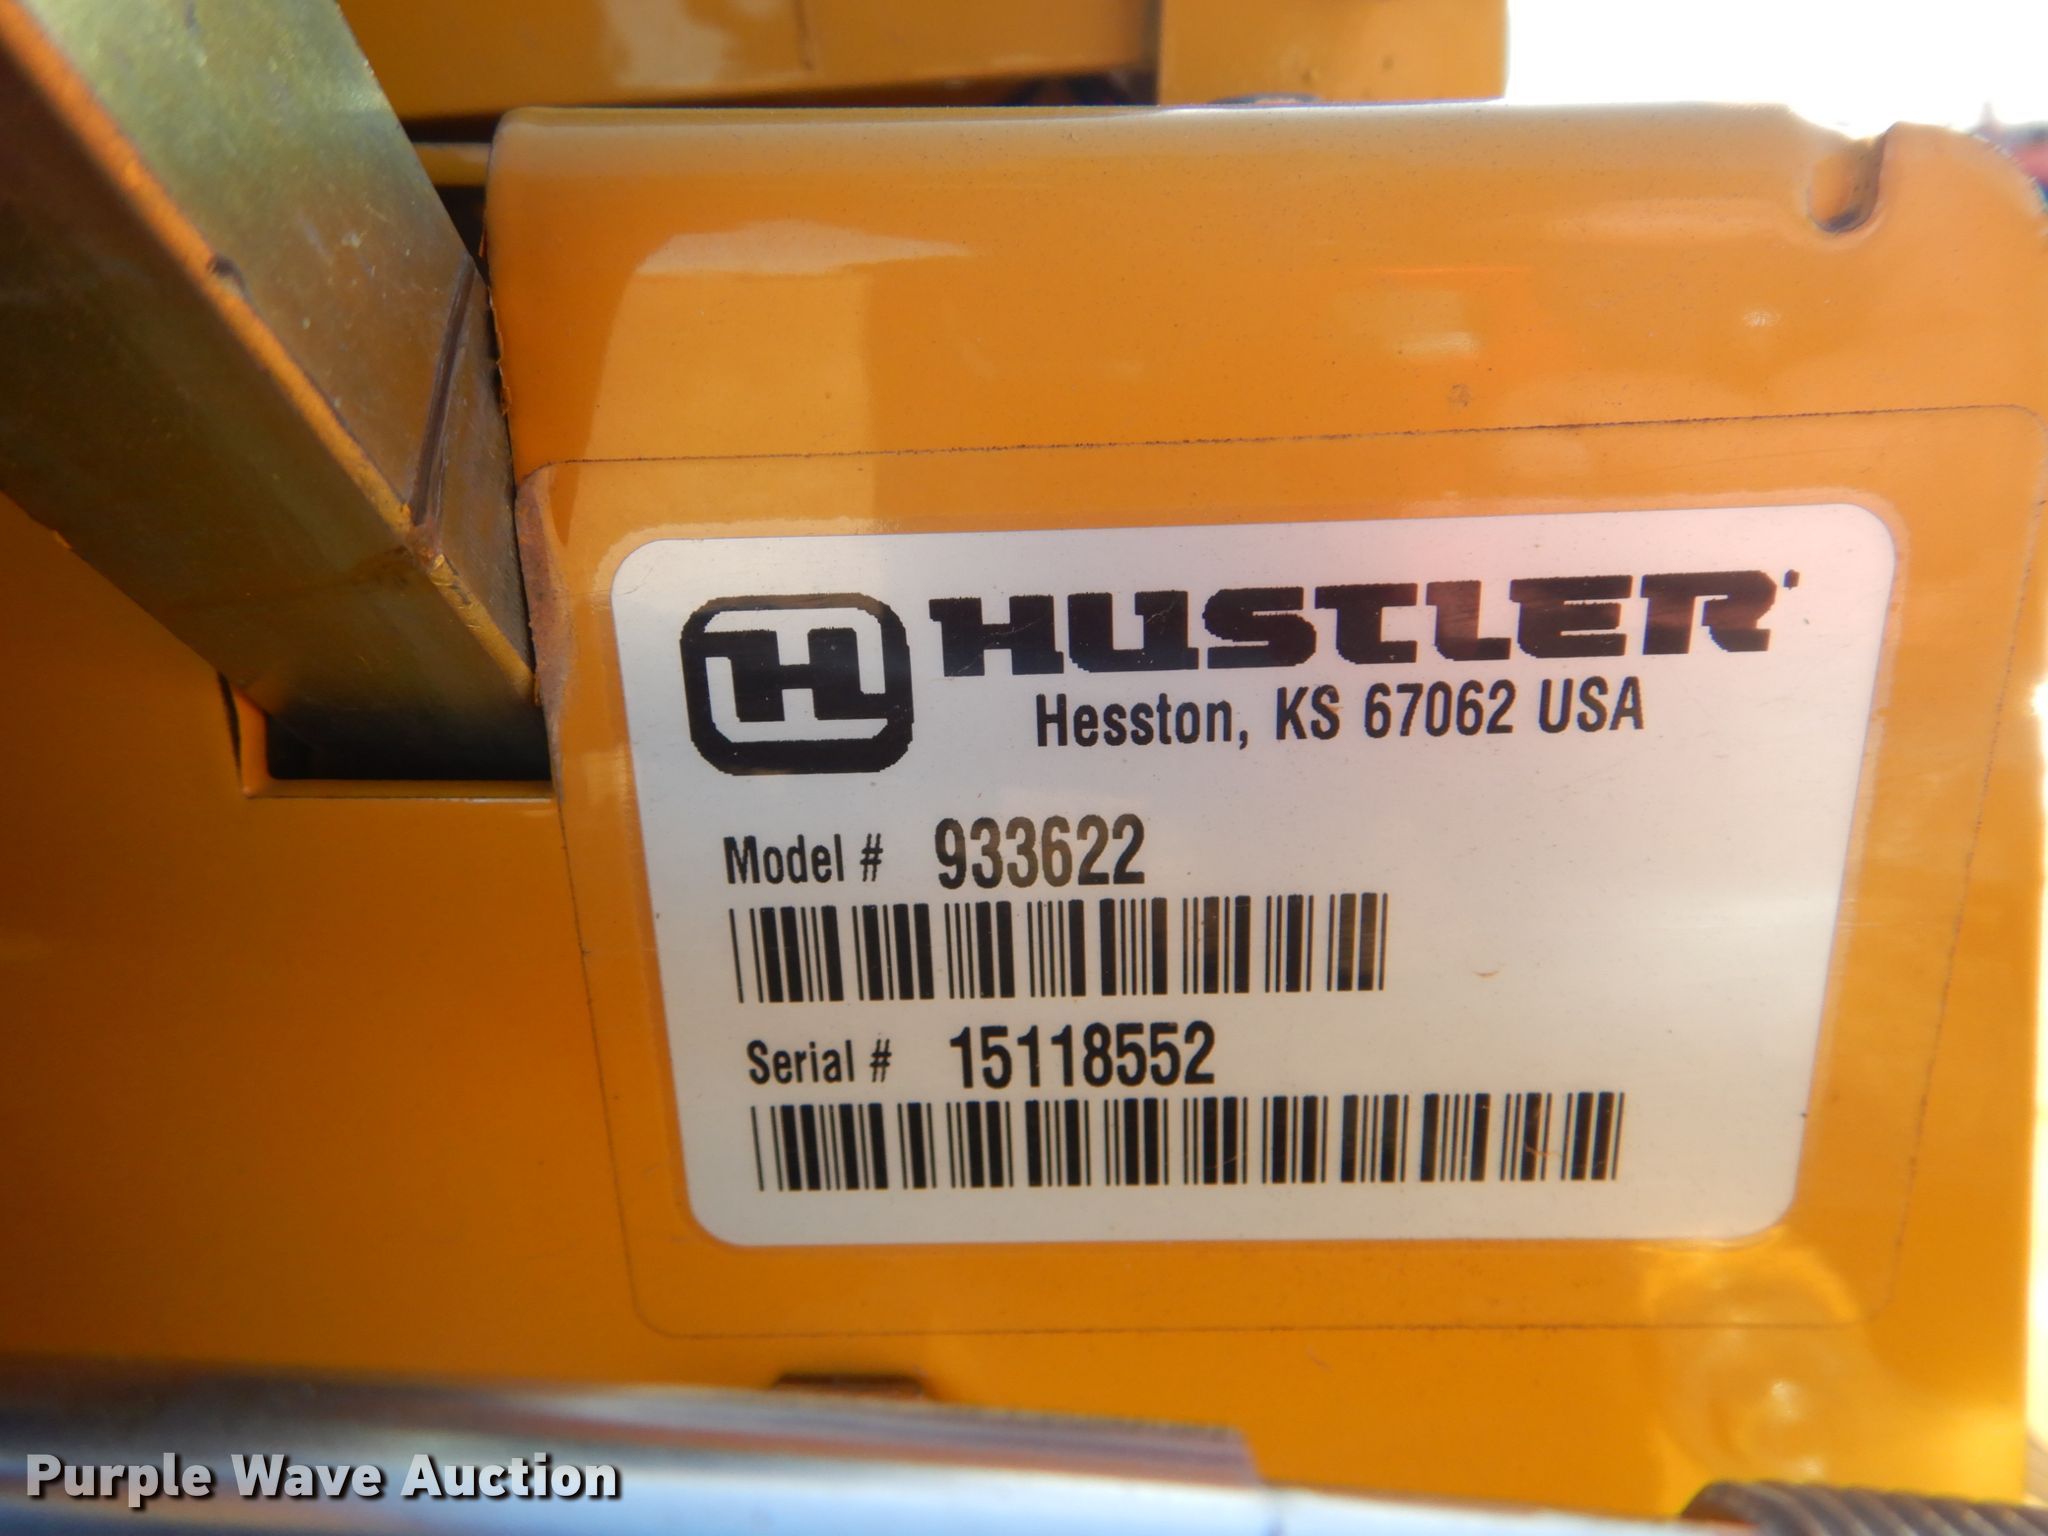 H HUSTLER
Hesston, KS 67062 USA
Model # 933622
Serial # 15118552
Purple Wave Auction